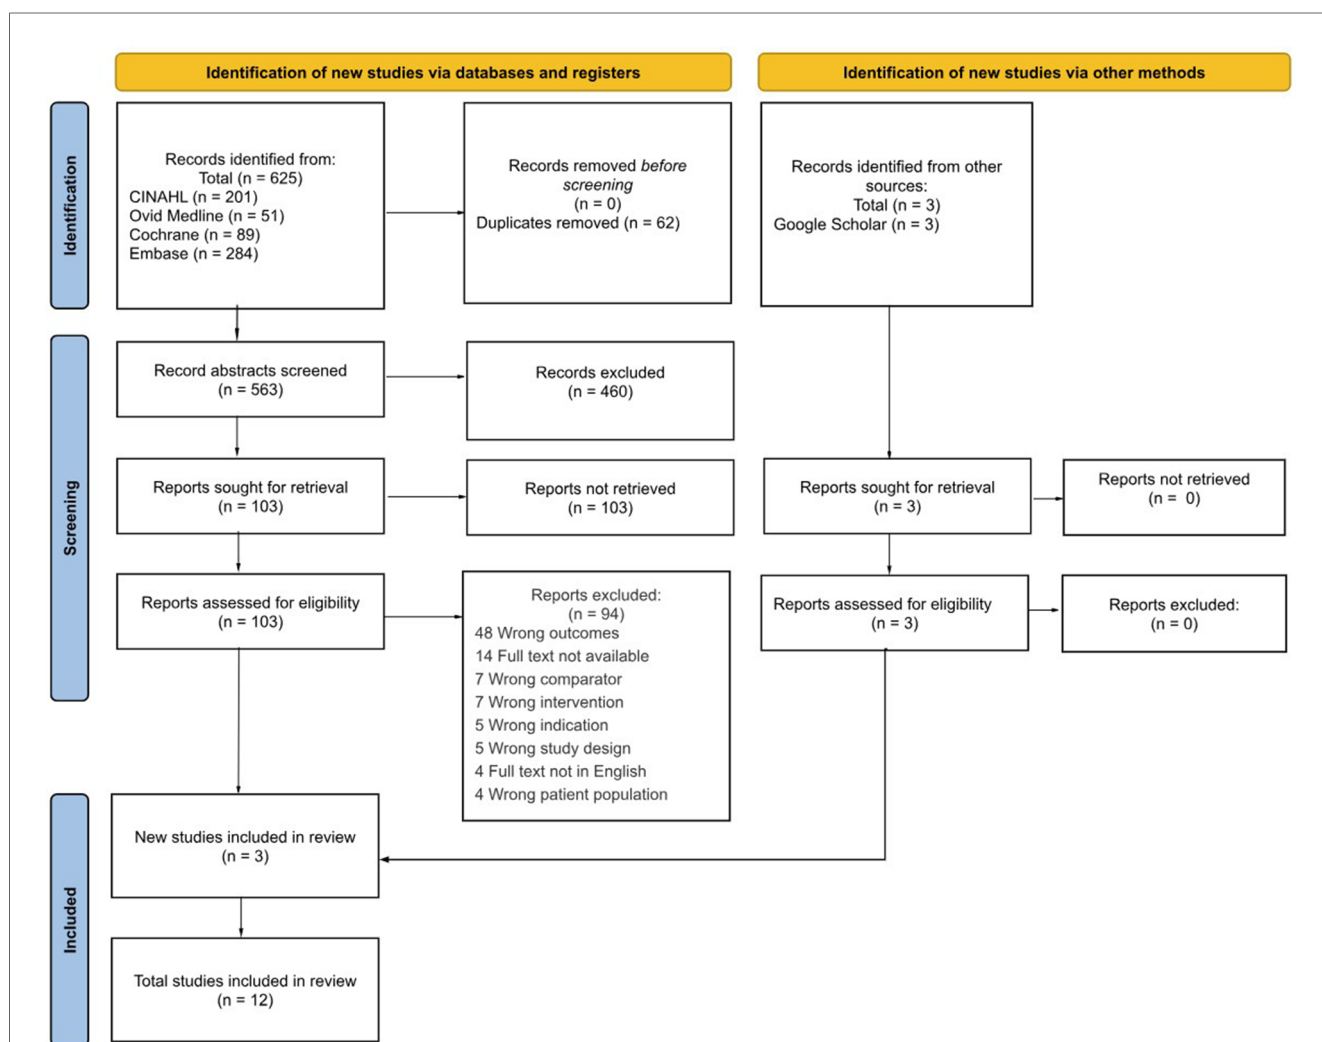 Identification of new studies via databases and registers
Identification of new studies via other methods
Identification
Records identified from:
Total (n = 625)
CINAHL (n = 201)
Ovid Medline (n = 51)
Cochrane (n = 89)
Embase (n = 284)
Records removed before
screening
(n = 0)
Duplicates removed (n = 62)
Records identified from other
sources:
Total (n = 3)
Google Scholar (n = 3)
Screening
Record abstracts screened
(n = 563)
Records excluded
(n = 460)
Reports sought for retrieval
(n = 103)
Reports not retrieved
(n = 103)
Reports sought for retrieval
(n = 3)
Reports not retrieved
(n =  0)
Reports assessed for eligibility
(n = 103)
Reports excluded:
(n = 94)
48 Wrong outcomes
14 Full text not available
7 Wrong comparator
7 Wrong intervention
5 Wrong indication
5 Wrong study design
4 Full text not in English
4 Wrong patient population
Reports assessed for eligibility
(n = 3)
Reports excluded:
(n = 0)
Included
New studies included in review
(n = 3)
Total studies included in review
(n = 12)